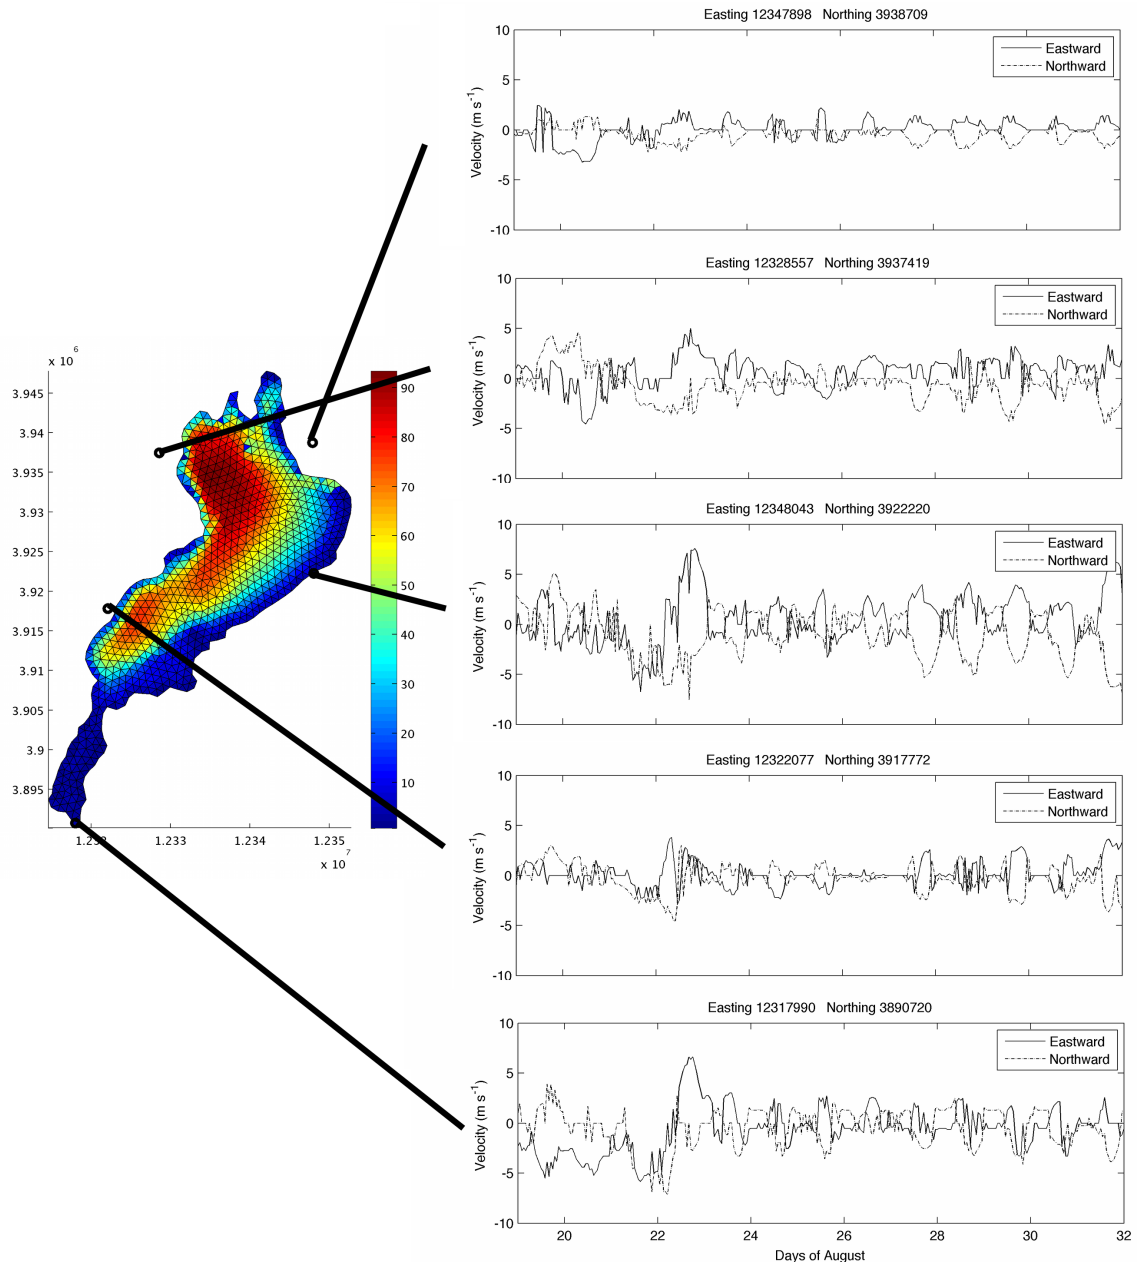 Easting 12347898 Northing 3938709
10
5
0
-5
-10
Velocity (m s-1)
Eastward
Northward
Easting 12328557 Northing 3937419
10
5
0
-5
-10
Velocity (m s-1)
Eastward
Northward
x 10 6
3.945
3.94
3.935
3.93
3.925
3.92
3.915
3.91
3.905
3.9
3.895
90
80
70
60
50
40
30
20
10
1.233
1.234
1.235
x 10 7
Easting 12348043 Northing 3922220
10
5
0
-5
-10
Velocity (m s-1)
Eastward
Northward
Easting 12322077 Northing 3917772
10
5
0
-5
-10
Velocity (m s-1)
Eastward
Northward
Easting 12317990 Northing 3890720
10
5
0
-5
-10
Velocity (m s-1)
Eastward
Northward
20
22
24
26
28
30
32
Days of August